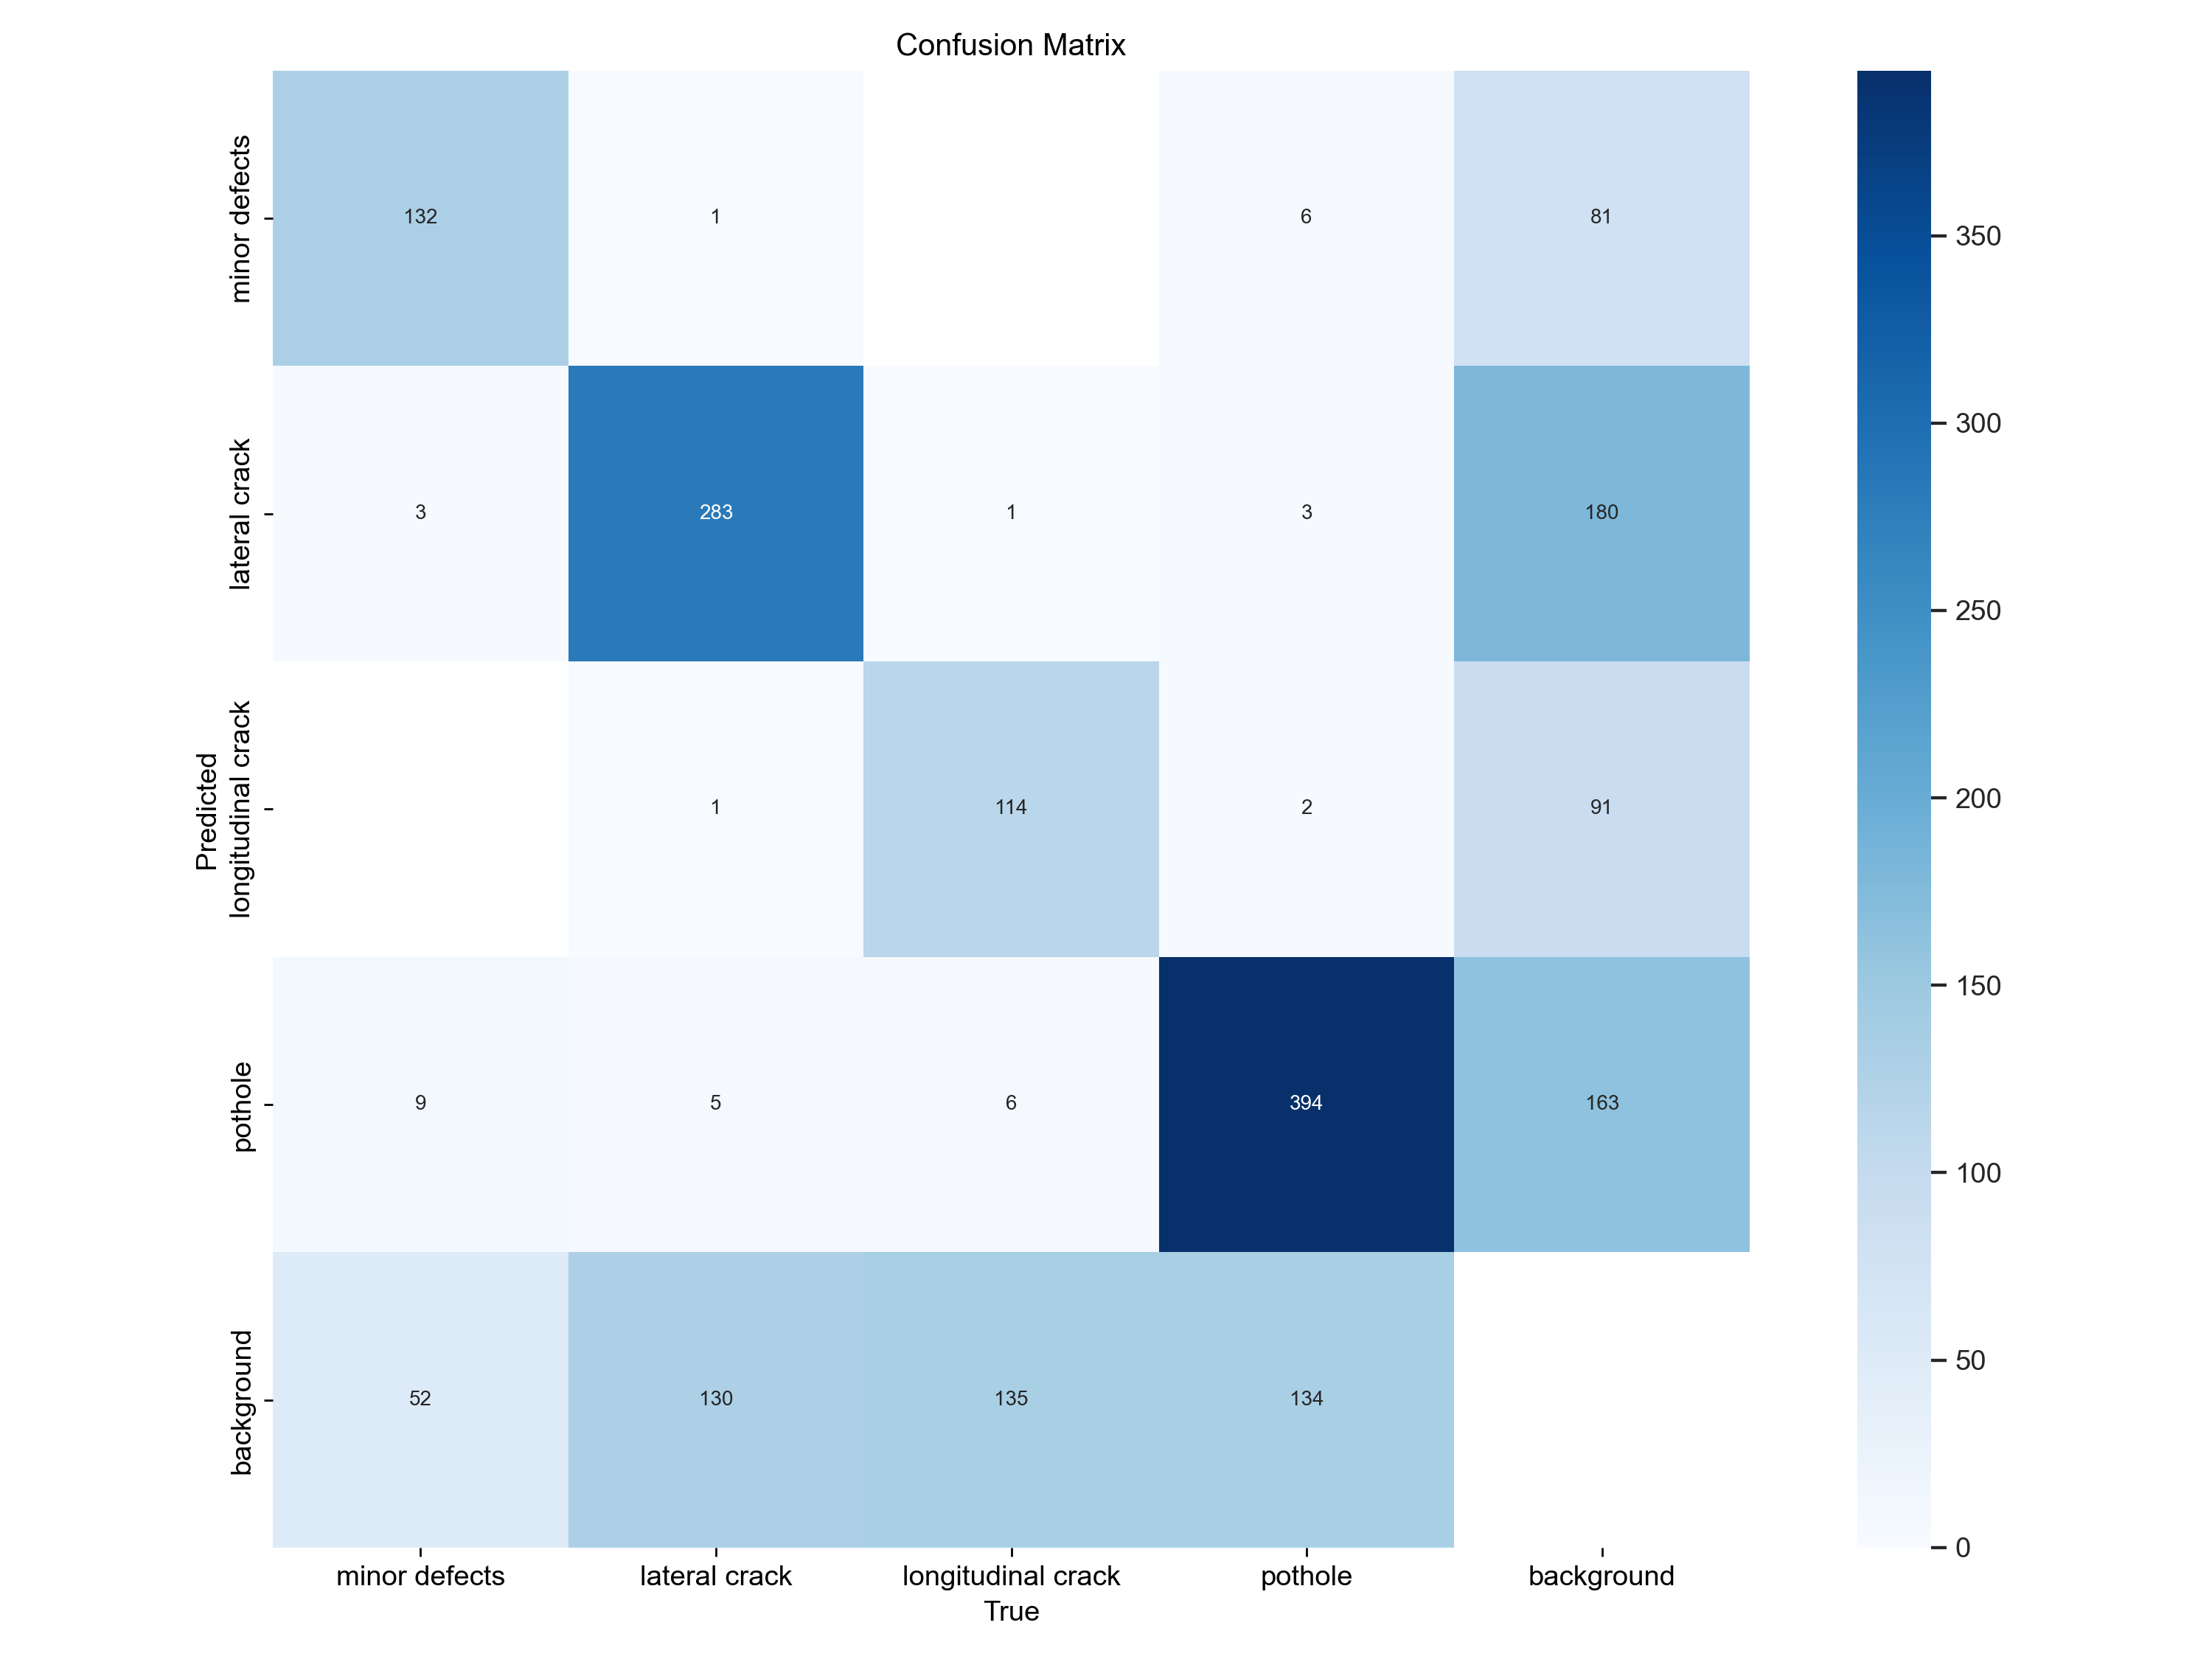 Confusion Matrix
minor defects
132 1 6 81
lateral crack
3 283 1 3 180
longitudinal crack
1 114 2 91
Predicted
pothole
9 5 6 394 163
background
52 130 135 134
minor defects lateral crack longitudinal crack pothole background
True
350
300
250
200
150
100
50
0